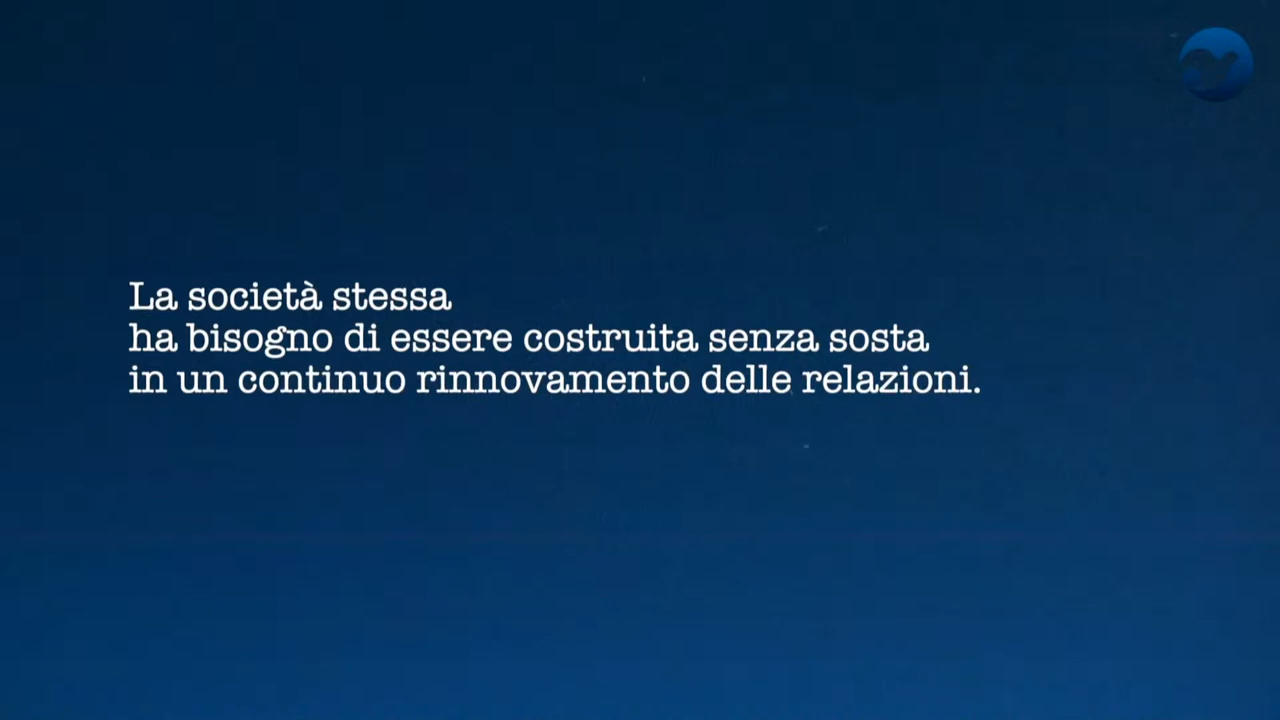 La società stessa
ha bisogno di essere costruita senza sosta
in un continuo rinnovamento delle relazioni.